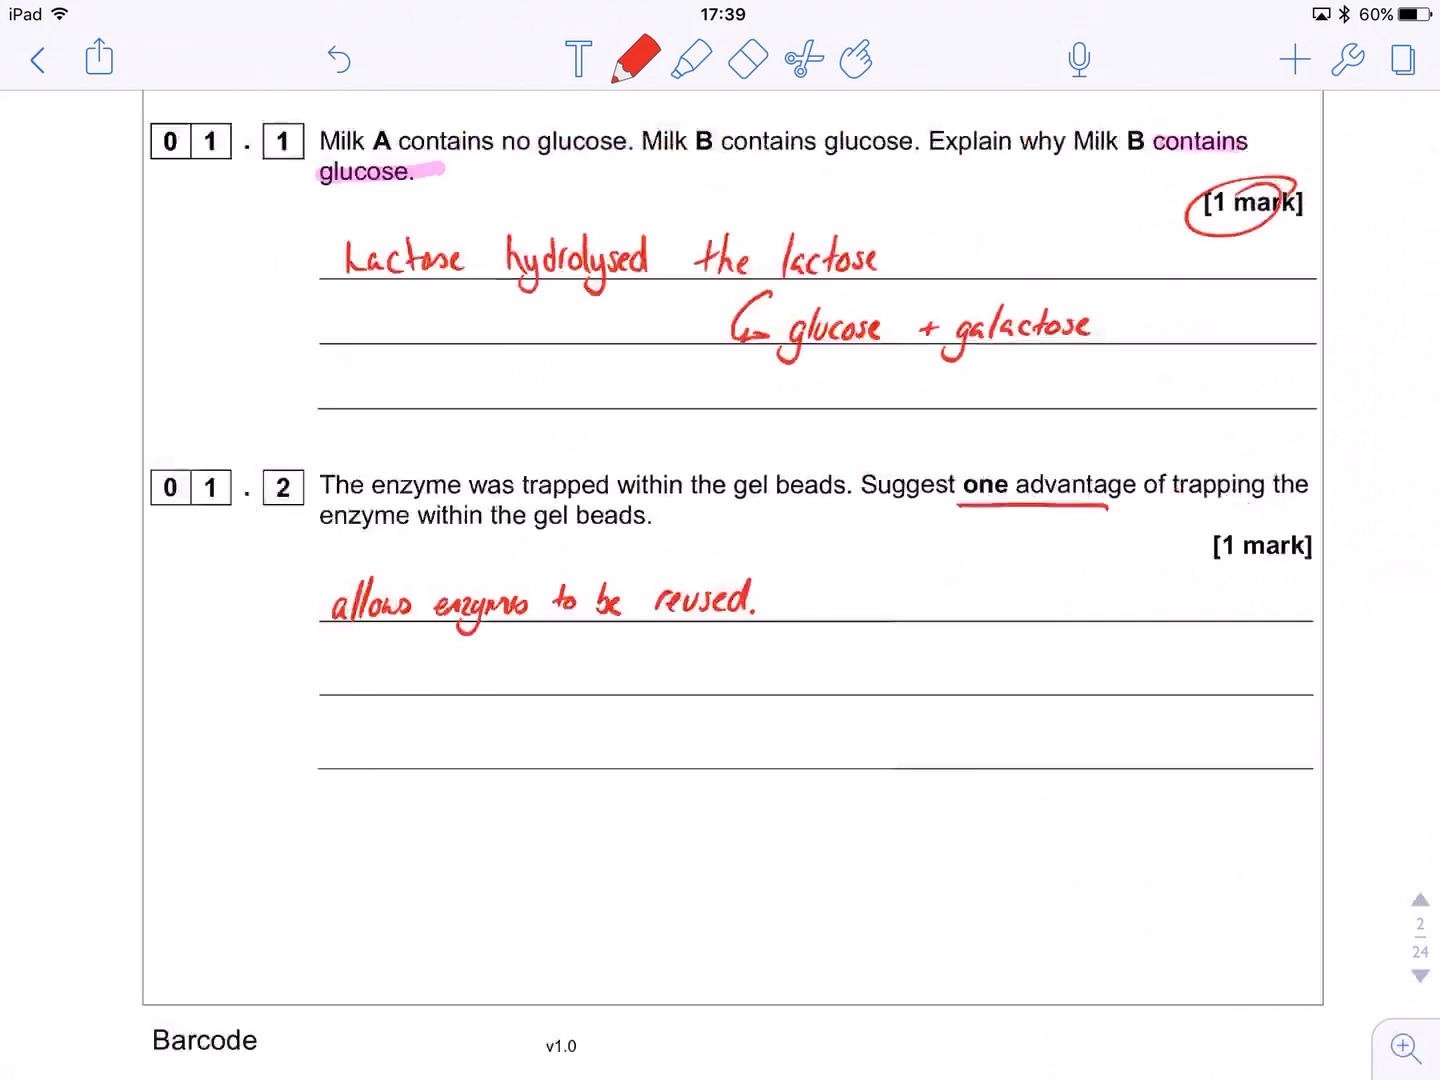 iPad 17:39 60%
0 1 . 1 Milk A contains no glucose. Milk B contains glucose. Explain why Milk B contains
glucose.
[1 mark]
Lactose hydrolysed the lactose
glucose + galactose
0 1 . 2 The enzyme was trapped within the gel beads. Suggest one advantage of trapping the
enzyme within the gel beads.
[1 mark]
allows enzymes to be reused.
2
24
Barcode v1.0